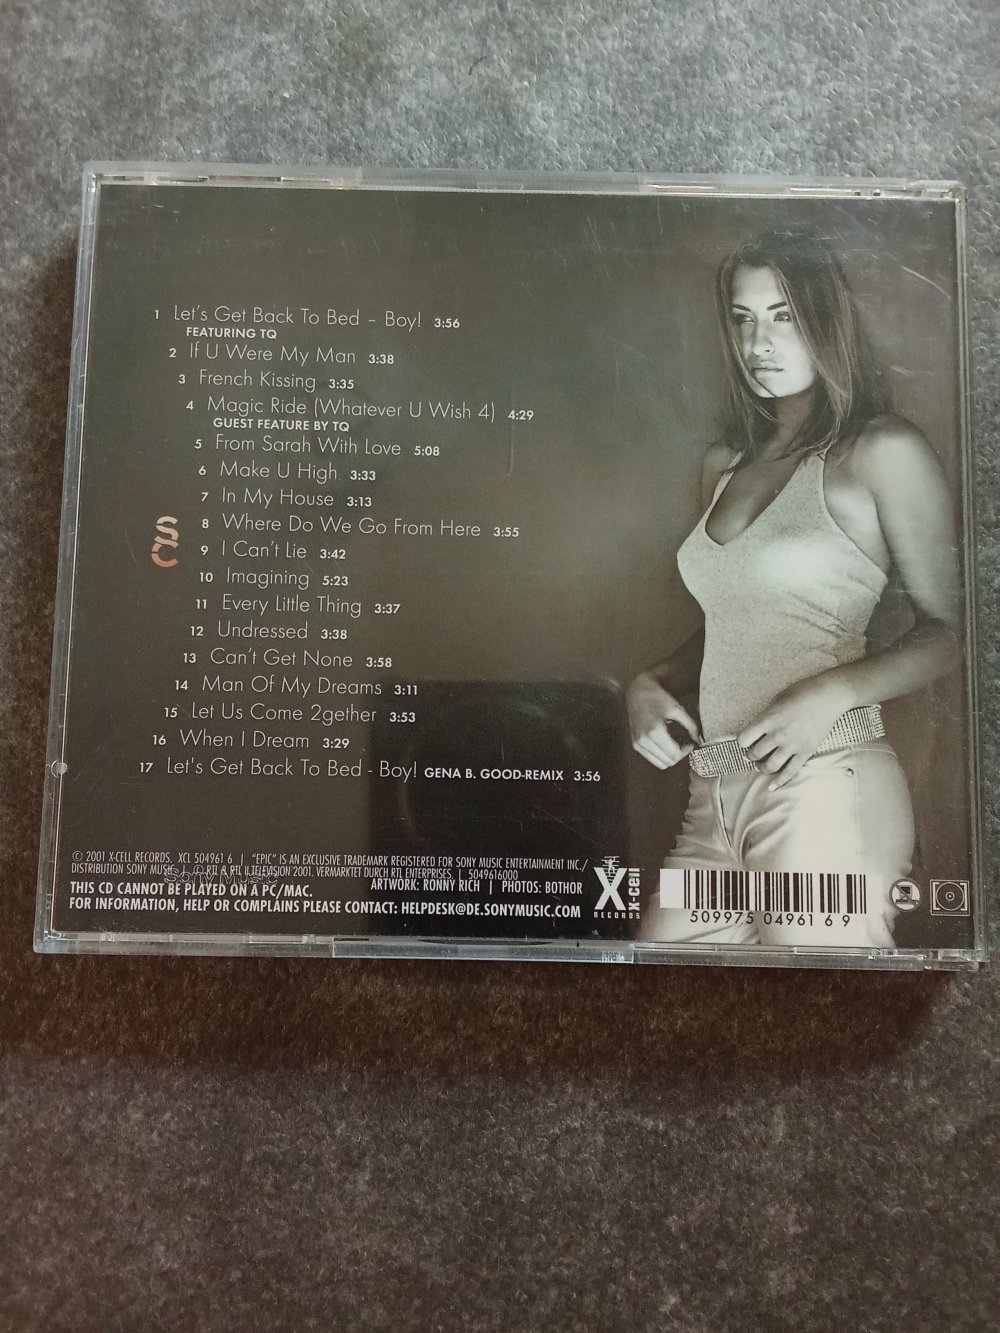 1 Let's Get Back To Bed – Boy! 3:56
FEATURING TQ
2 If U Were My Man 3:38
3 French Kissing 3:35
4 Magic Ride (Whatever U Wish 4) 4:29
GUEST FEATURE BY TQ
5 From Sarah With Love 5:08
6 Make U High 3:33
7 In My House 3:13
8 Where Do We Go From Here 3:55
SC
9 I Can't Lie 3:42
10 Imagining 5:23
11 Every Little Thing 3:37
12 Undressed 3:38
13 Can't Get None 3:58
14 Man Of My Dreams 3:11
15 Let Us Come 2gether 3:53
16 When I Dream 3:29
17 Let's Get Back To Bed - Boy! GENA B. GOOD-REMIX 3:56
© 2001 X-CELL RECORDS, XCL 504961 6 | "EPIC" IS AN EXCLUSIVE TRADEMARK REGISTERED FOR SONY MUSIC ENTERTAINMENT INC./
DISTRIBUTION SONY MUSIC RTL & RTL II TELEVISION 2001. VERMARKTET DURCH RTL ENTERPRISES. | 5049616000
Sony Music
ARTWORK: RONNY RICH | PHOTOS: BOTHOR
THIS CD CANNOT BE PLAYED ON A PC/MAC.
FOR INFORMATION, HELP OR COMPLAINS PLEASE CONTACT: HELPDESK@DE.SONYMUSIC.COM
X x-cell
RECORDS
5099750496169